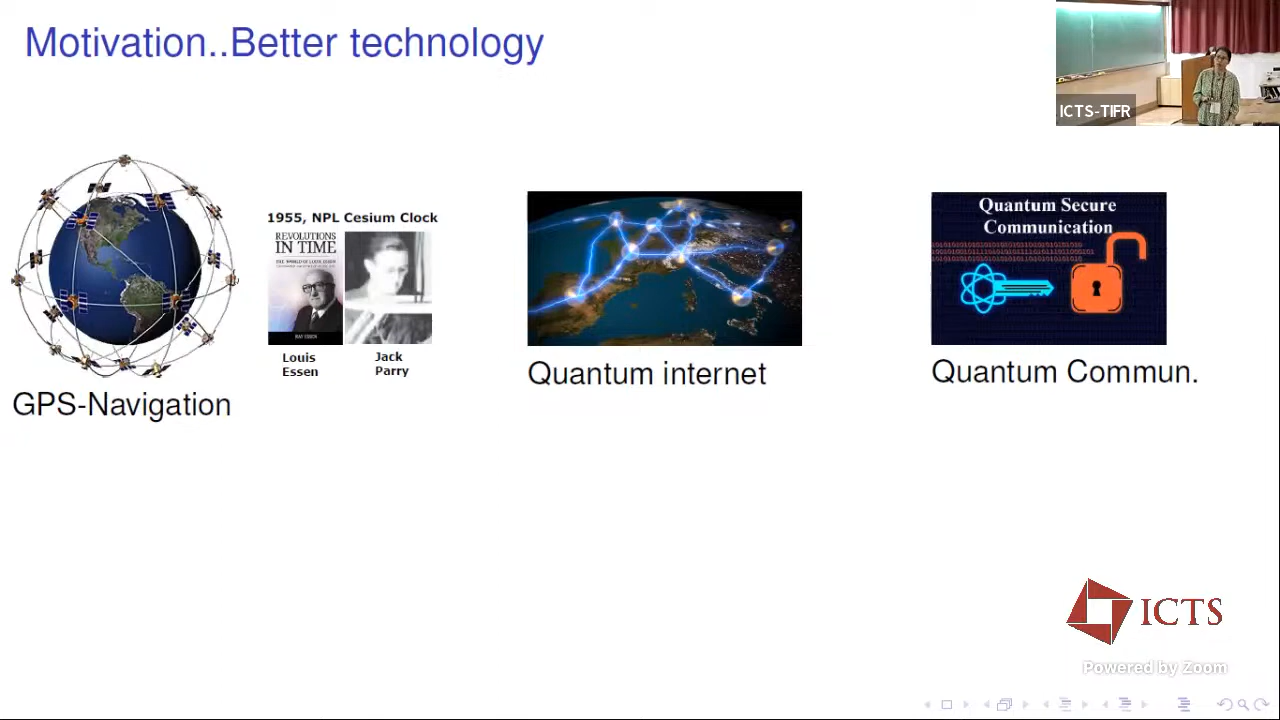 Motivation..Better technology
ICTS-TIFR
1955, NPL Cesium Clock
REVOLUTIONS
IN TIME
Louis
Essen
Jack
Parry
GPS-Navigation
Quantum internet
Quantum Secure
Communication
Quantum Commun.
ICTS
Powered by Zoom